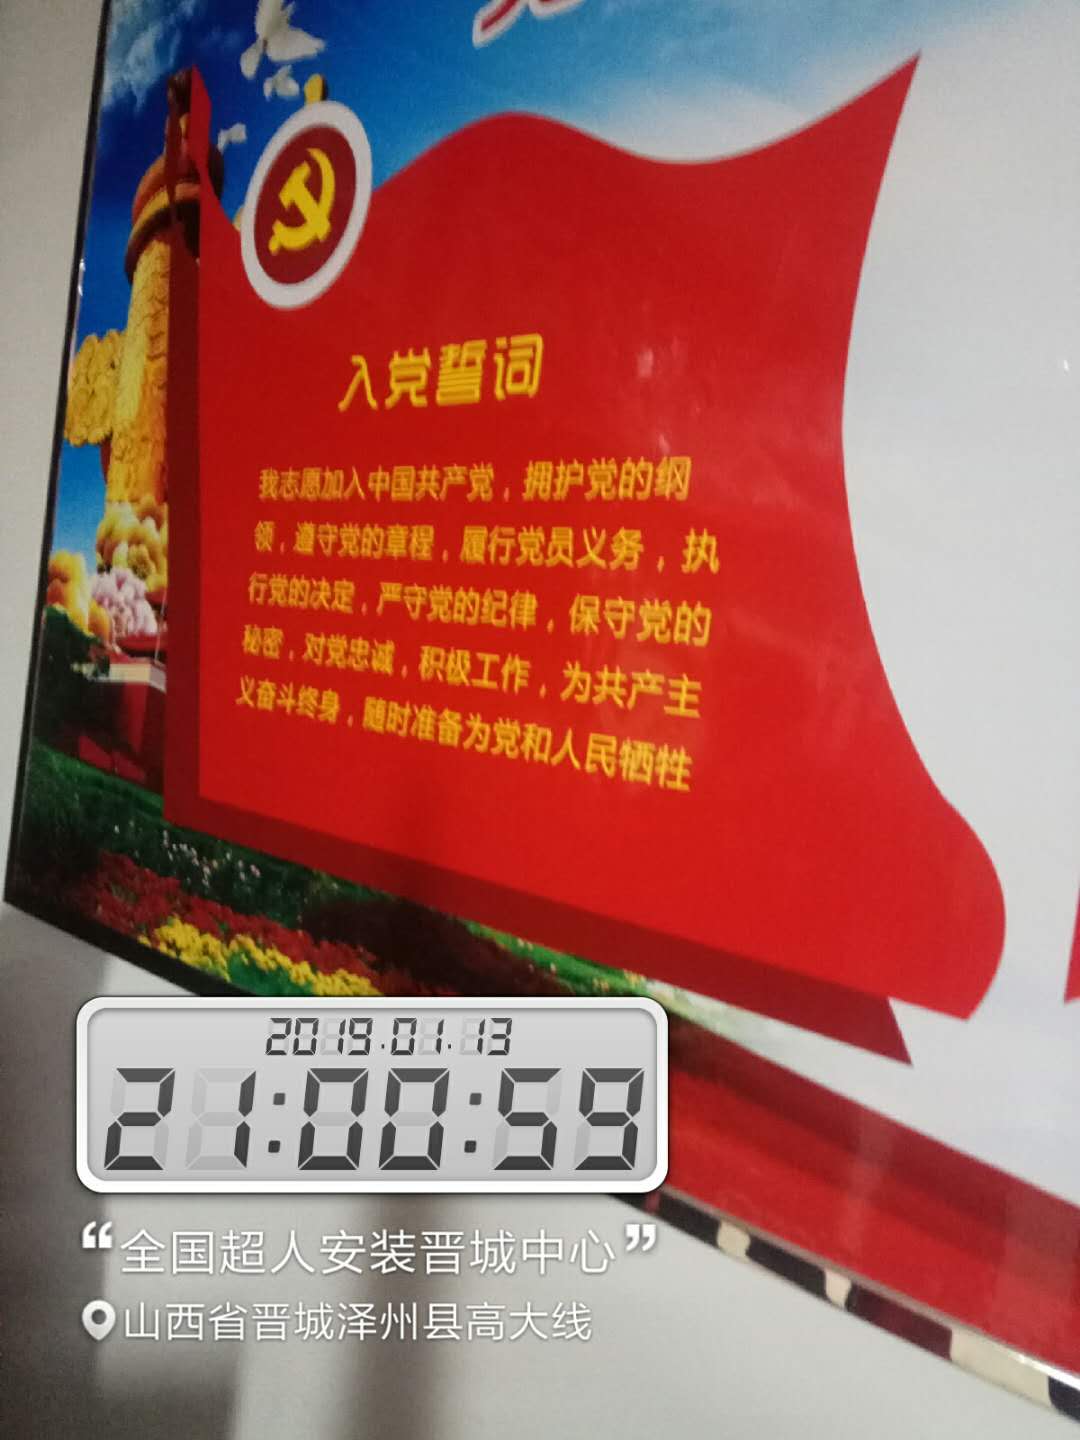 入党誓词
我志愿加入中国共产党，拥护党的纲
领，遵守党的章程，履行党员义务，执
行党的决定，严守党的纪律，保守党的
秘密，对党忠诚，积极工作，为共产主
义奋斗终身，随时准备为党和人民牺牲
2019.01.13
21:00:59
“全国超人安装晋城中心”
山西省晋城泽州县高大线